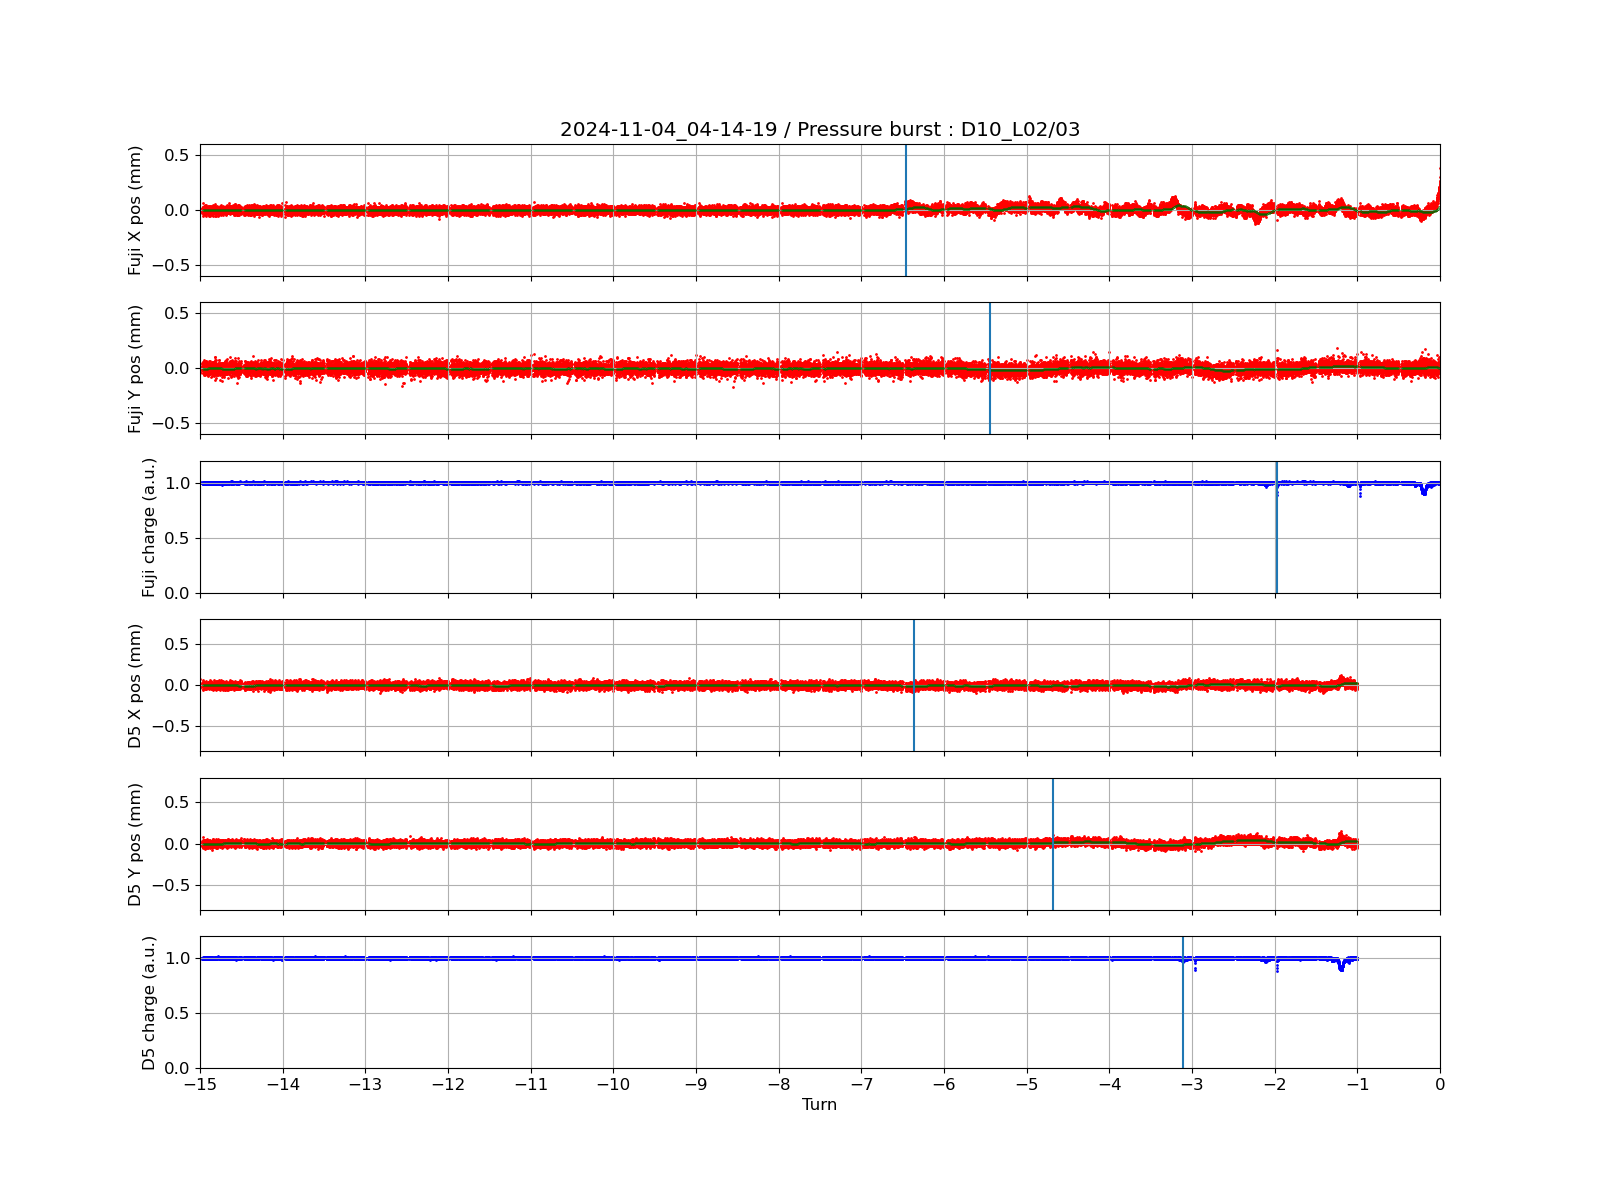 2024-11-04_04-14-19 / Pressure burst : D10_L02/03
Fuji X pos (mm)
0.5
0.0
−0.5
Fuji Y pos (mm)
0.5
0.0
−0.5
Fuji charge (a.u.)
1.0
0.5
0.0
D5 X pos (mm)
0.5
0.0
−0.5
D5 Y pos (mm)
0.5
0.0
−0.5
D5 charge (a.u.)
1.0
0.5
0.0
−15 −14 −13 −12 −11 −10 −9 −8 −7 −6 −5 −4 −3 −2 −1 0
Turn